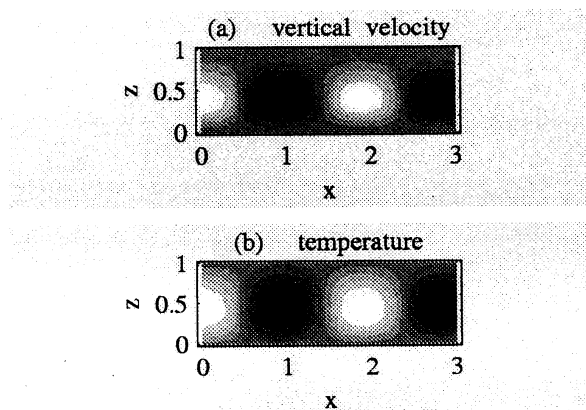 (a) vertical velocity
1
z 0.5
0
0 1 2 3
x
(b) temperature
1
z 0.5
0
0 1 2 3
x